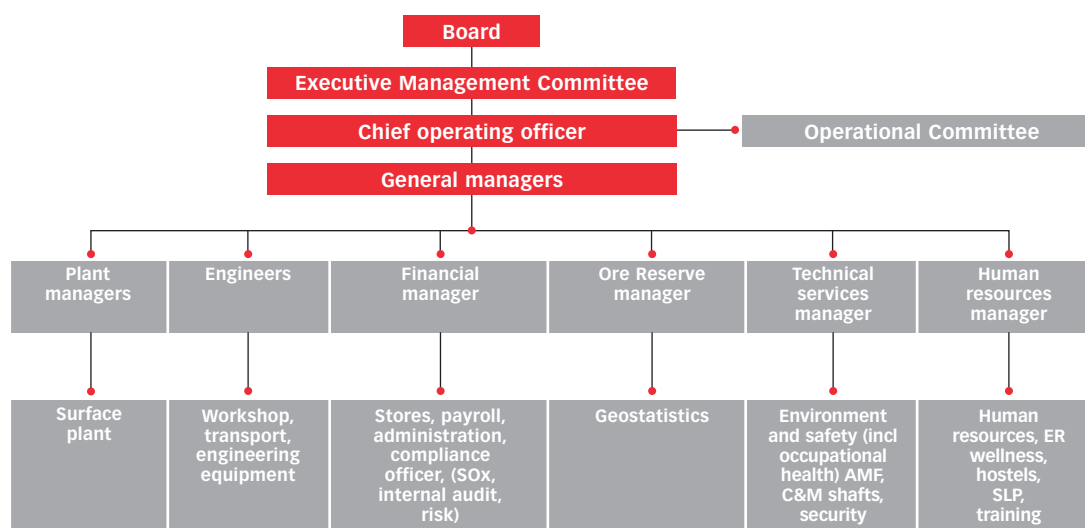 Board
Executive Management Committee
Chief operating officer
Operational Committee
General managers
Plant
managers
Engineers
Financial
manager
Ore Reserve
manager
Technical
services
manager
Human
resources
manager
Surface
plant
Workshop,
transport,
engineering
equipment
Stores, payroll,
administration,
compliance
officer, (SOx,
internal audit,
risk)
Geostatistics
Environment
and safety (incl
occupational
health) AMF,
C&M shafts,
security
Human
resources, ER
wellness,
hostels,
SLP,
training